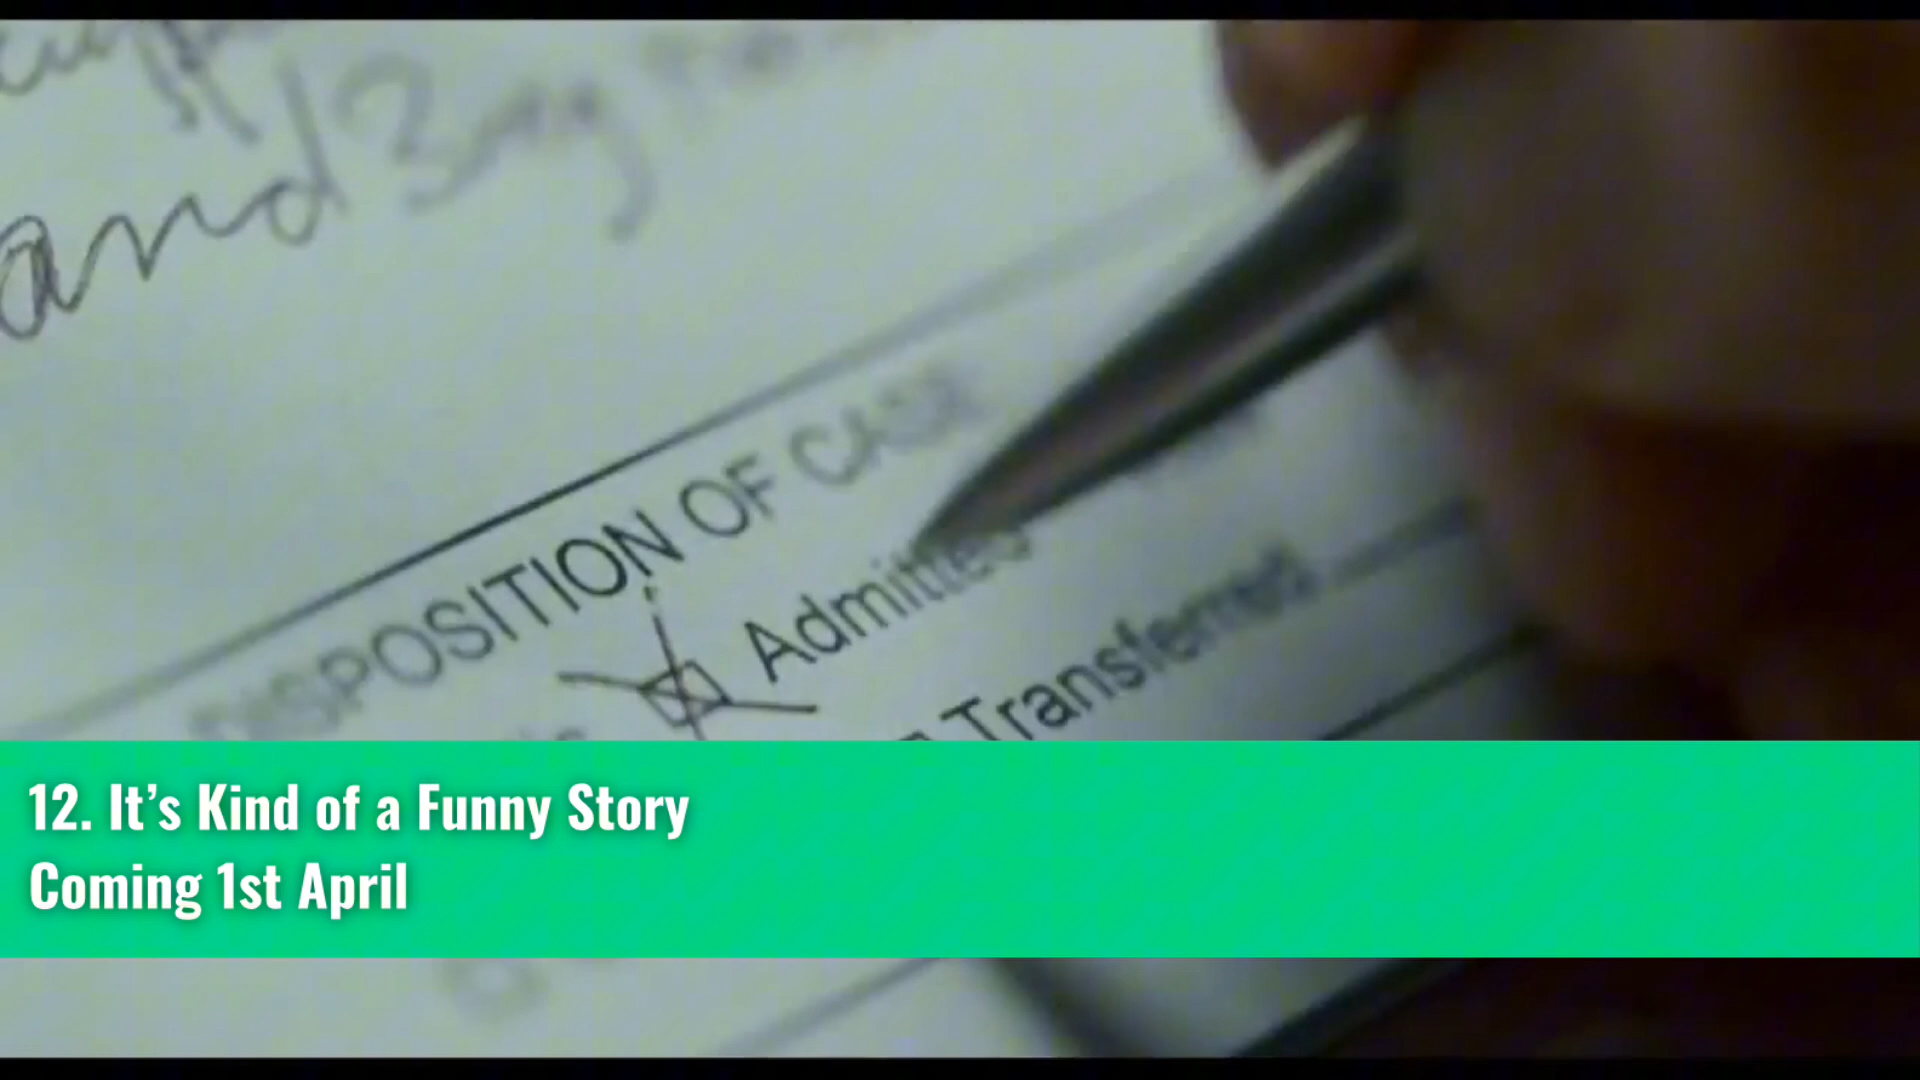 and
DISPOSITION OF CASE
Admitted
Transferred
12. It’s Kind of a Funny Story
Coming 1st April